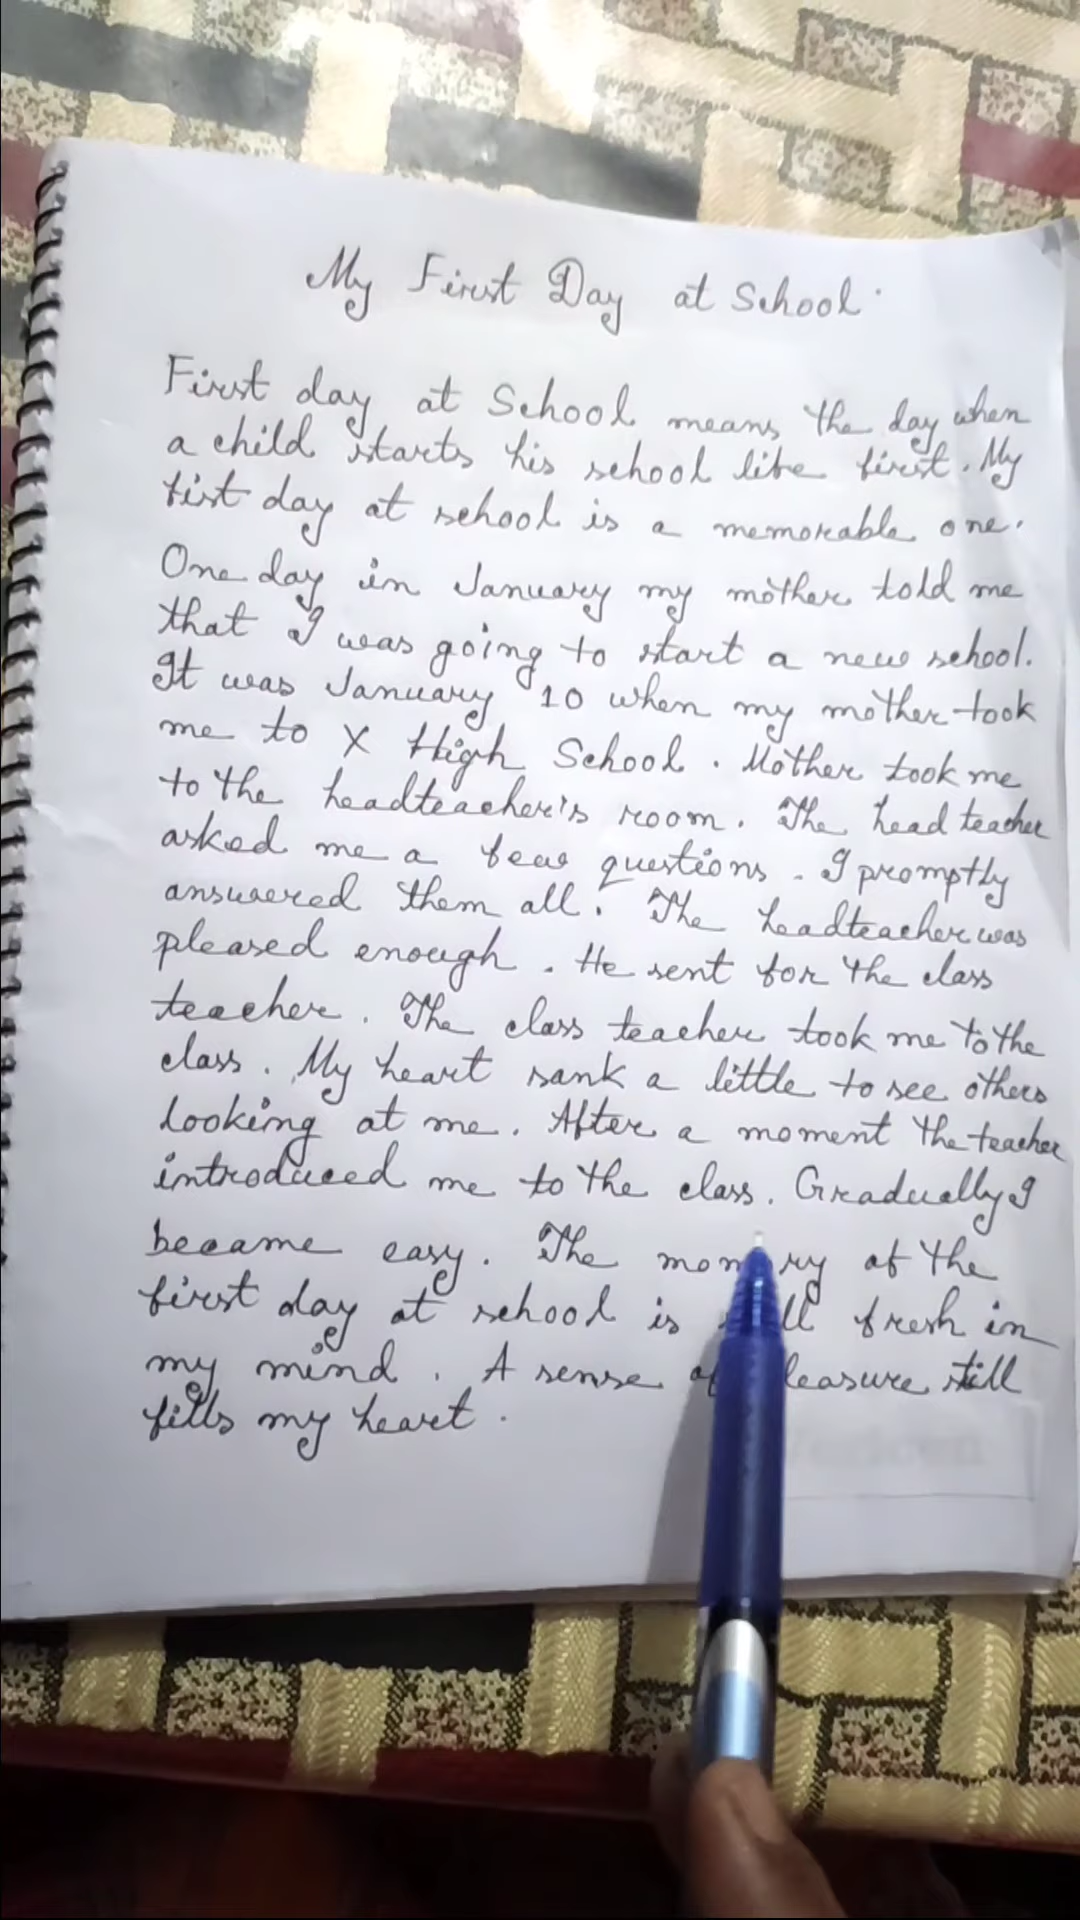 My First Day at School.
First day at School means the day when
a child starts his school life first. My
fist day at school is a memorable one.
One day in January my mother told me
that I was going to start a new school.
It was January 10 when my mother took
me to X High School. Mother took me
to the headteacher's room. The head teacher
asked me a few questions. I promptly
answered them all. The headteacher was
pleased enough. He sent for the class
teacher. The class teacher took me to the
class. My heart sank a little to see others
looking at me. After a moment the teacher
introduced me to the class. Gradually I
became easy. The of the
first day at school is fresh in
my mind. A sense still
fills my heart.